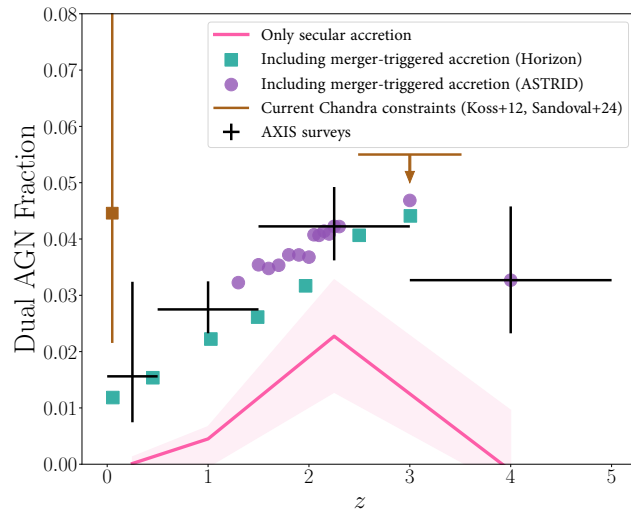 Only secular accretion
Including merger-triggered accretion (Horizon)
Including merger-triggered accretion (ASTRID)
Current Chandra constraints (Koss+12, Sandoval+24)
AXIS surveys
Dual AGN Fraction
0.08
0.07
0.06
0.05
0.04
0.03
0.02
0.01
0.00
0 1 2 3 4 5
z